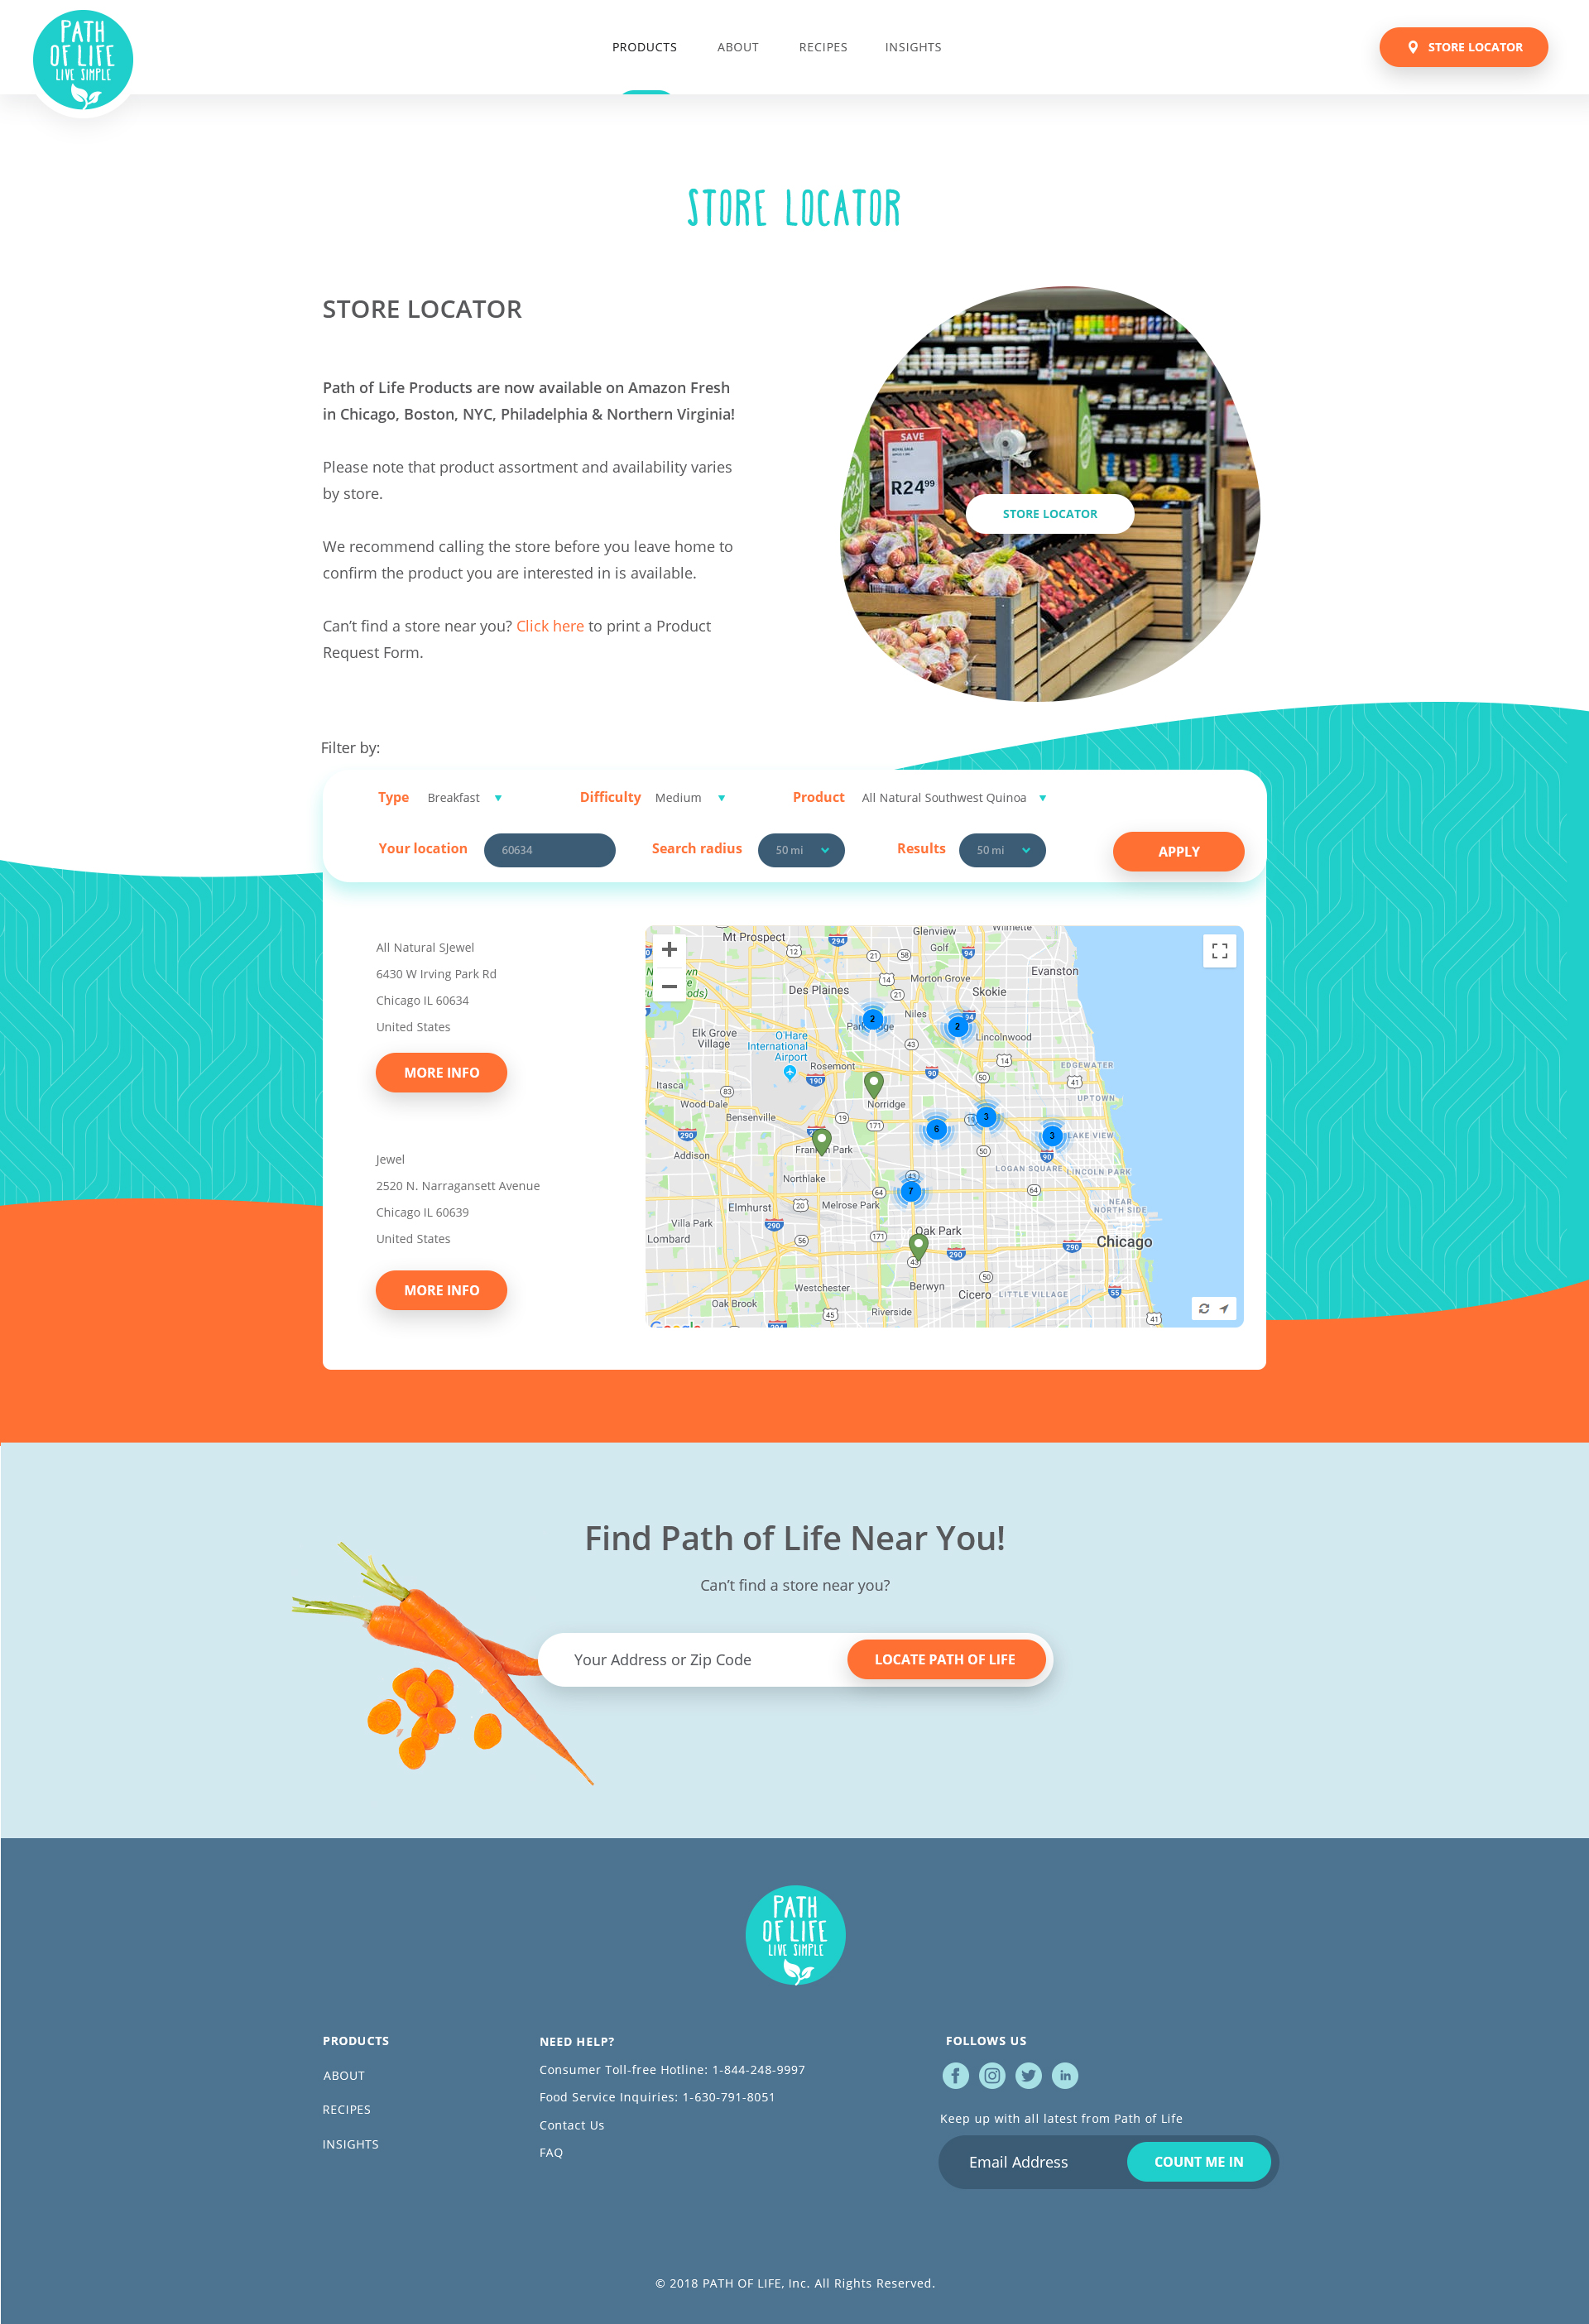 PATH
OF LIFE
LIVE SIMPLE
PRODUCTS ABOUT RECIPES INSIGHTS
STORE LOCATOR
STORE LOCATOR
STORE LOCATOR
Path of Life Products are now available on Amazon Fresh
in Chicago, Boston, NYC, Philadelphia & Northern Virginia!
Please note that product assortment and availability varies
by store.
We recommend calling the store before you leave home to
confirm the product you are interested in is available.
Can't find a store near you? Click here to print a Product
Request Form.
SAVE
R24 99
STORE LOCATOR
Filter by:
Type Breakfast Difficulty Medium Product All Natural Southwest Quinoa
Your location 60634 Search radius 50 mi Results 50 mi APPLY
All Natural SJewel
6430 W Irving Park Rd
Chicago IL 60634
United States
MORE INFO
Jewel
2520 N. Narragansett Avenue
Chicago IL 60639
United States
MORE INFO
Mt Prospect
Glenview
Wilmette
Golf
Evanston
Morton Grove
Des Plaines
Skokie
Niles
Elk Grove
Village
O'Hare
International
Airport
Lincolnwood
Rosemont
EDGEWATER
Itasca
UPTOWN
Wood Dale
Norridge
Bensenville
LAKE VIEW
Addison
Franklin Park
LOGAN SQUARE
LINCOLN PARK
Northlake
NEAR
NORTH SIDE
Elmhurst
Melrose Park
Villa Park
Oak Park
Lombard
Chicago
Westchester
Berwyn
Cicero
LITTLE VILLAGE
Oak Brook
Riverside
Google
Find Path of Life Near You!
Can't find a store near you?
Your Address or Zip Code LOCATE PATH OF LIFE
PATH
OF LIFE
LIVE SIMPLE
PRODUCTS
ABOUT
RECIPES
INSIGHTS
NEED HELP?
Consumer Toll-free Hotline: 1-844-248-9997
Food Service Inquiries: 1-630-791-8051
Contact Us
FAQ
FOLLOWS US
Keep up with all latest from Path of Life
Email Address COUNT ME IN
© 2018 PATH OF LIFE, Inc. All Rights Reserved.